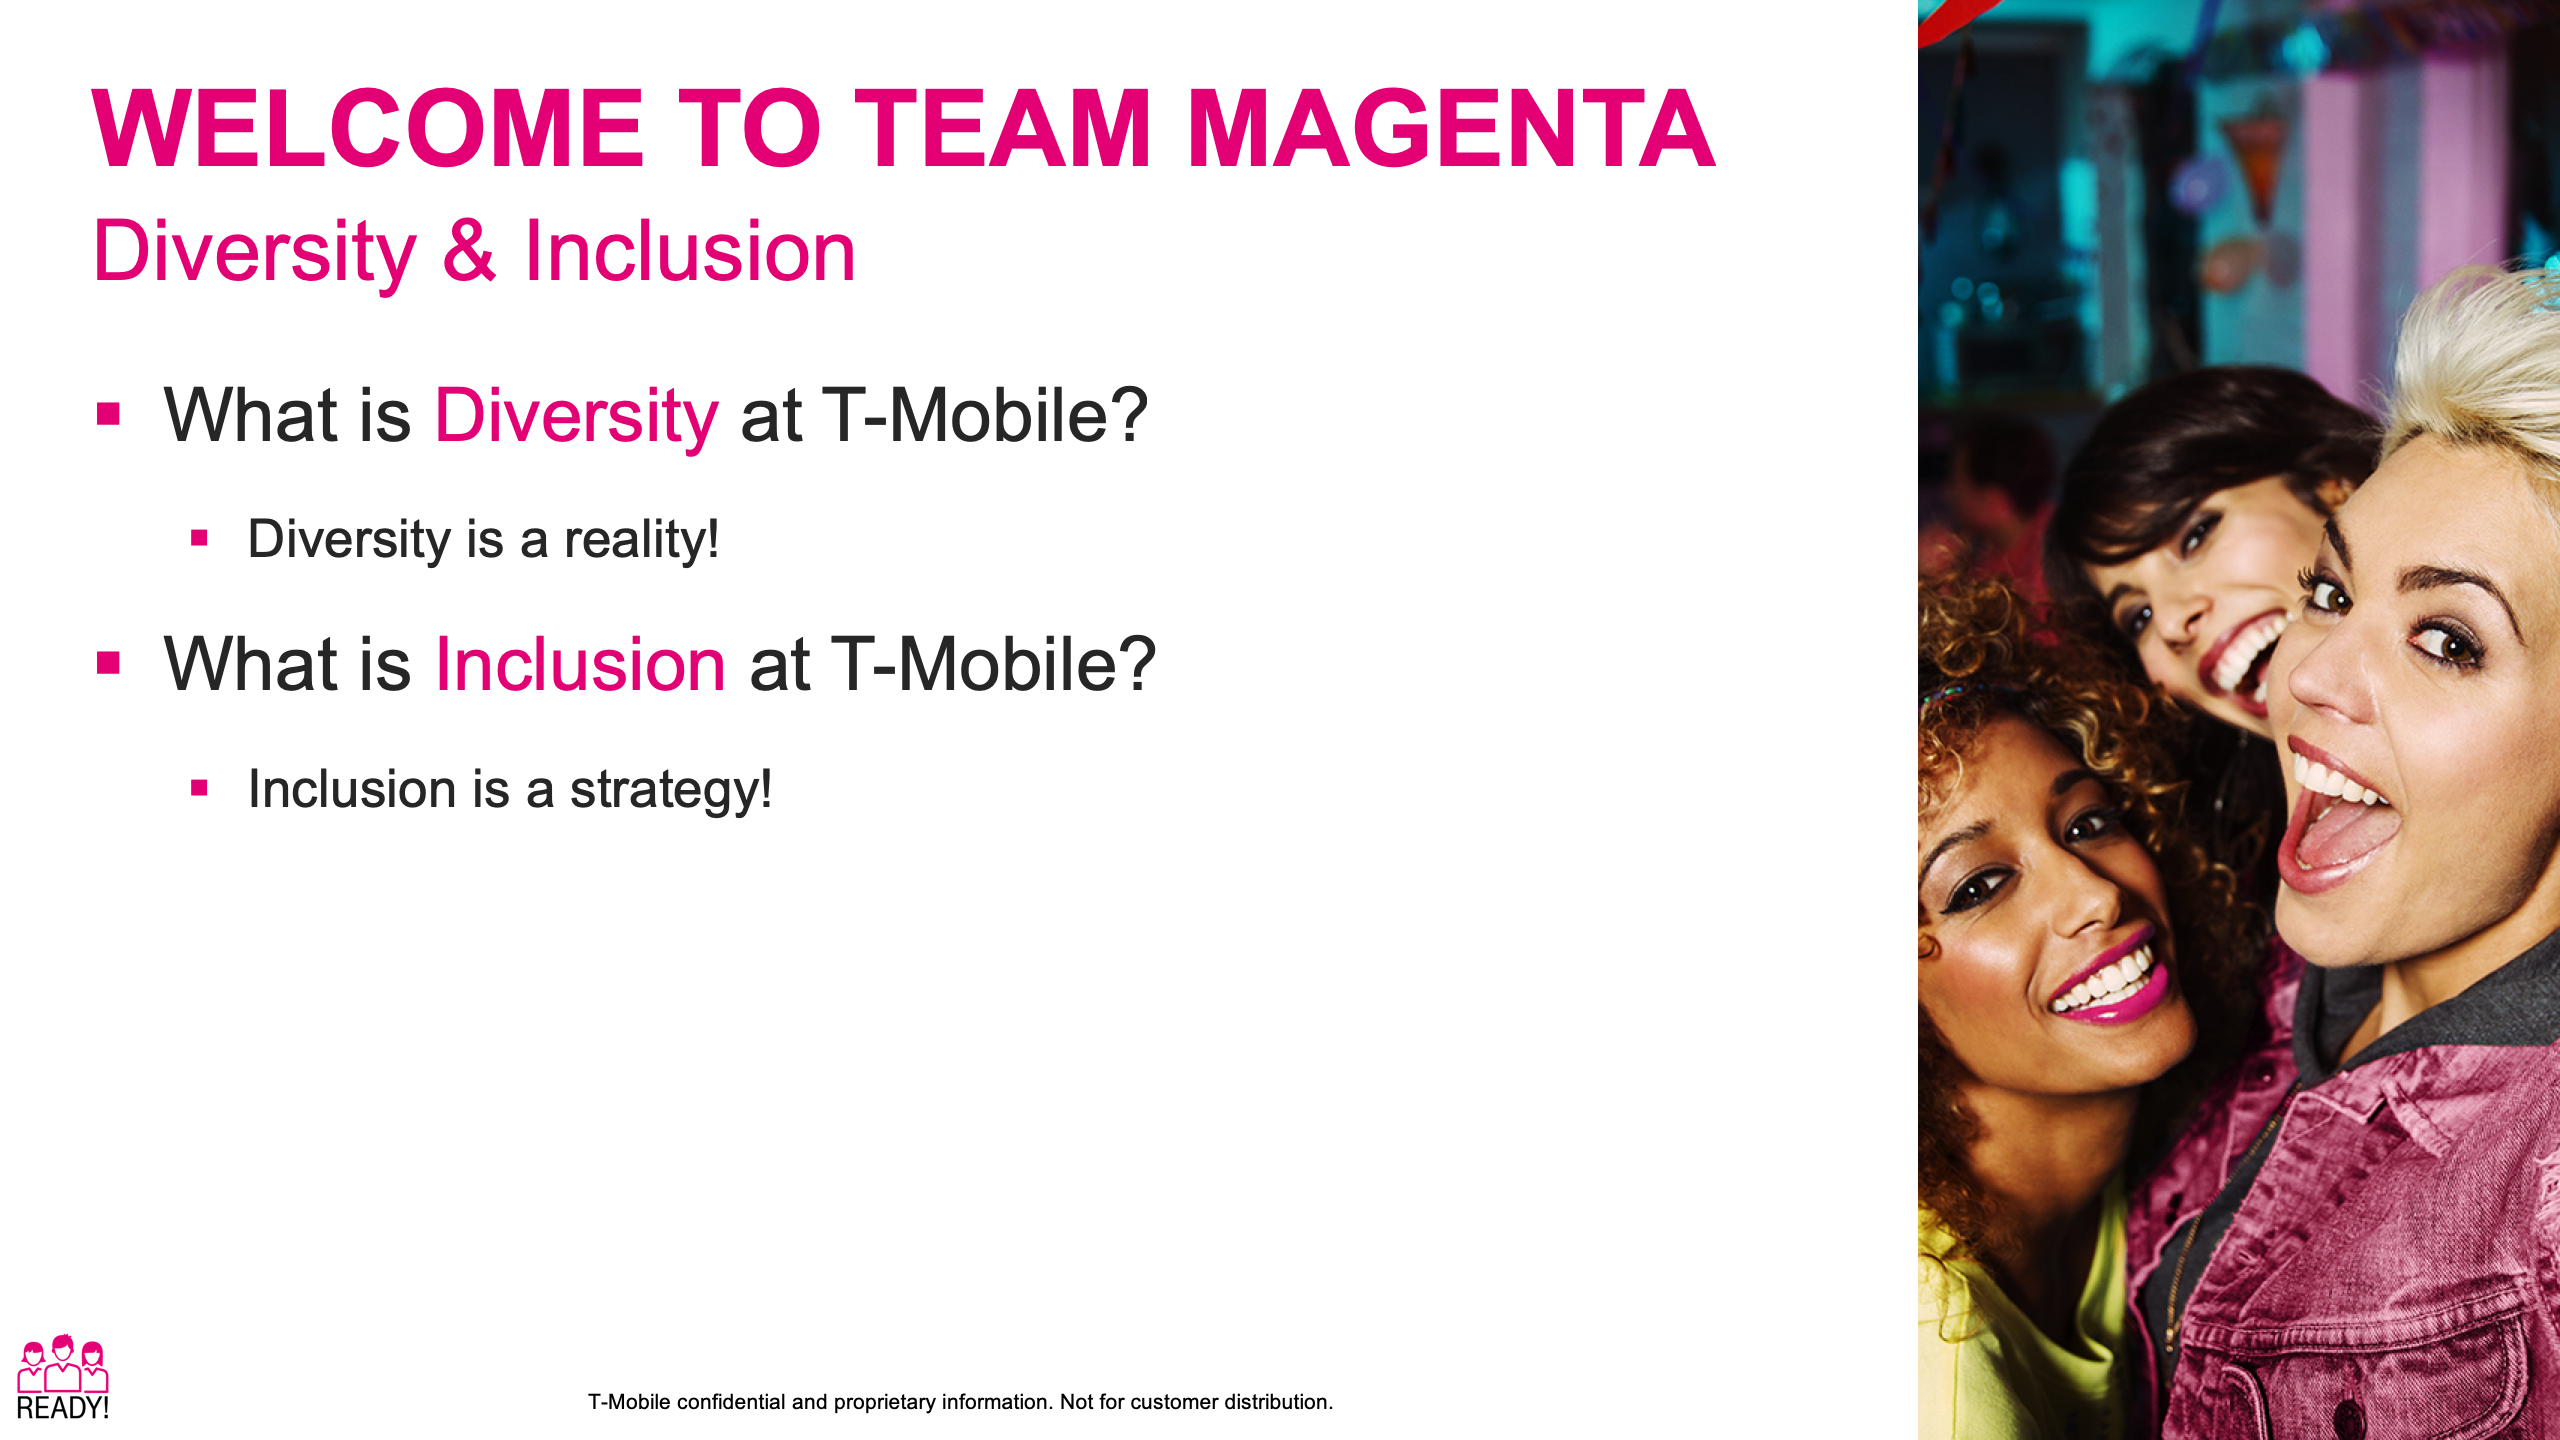 WELCOME TO TEAM MAGENTA
Diversity & Inclusion
What is Diversity at T-Mobile?
Diversity is a reality!
What is Inclusion at T-Mobile?
Inclusion is a strategy!
READY!
T-Mobile confidential and proprietary information. Not for customer distribution.